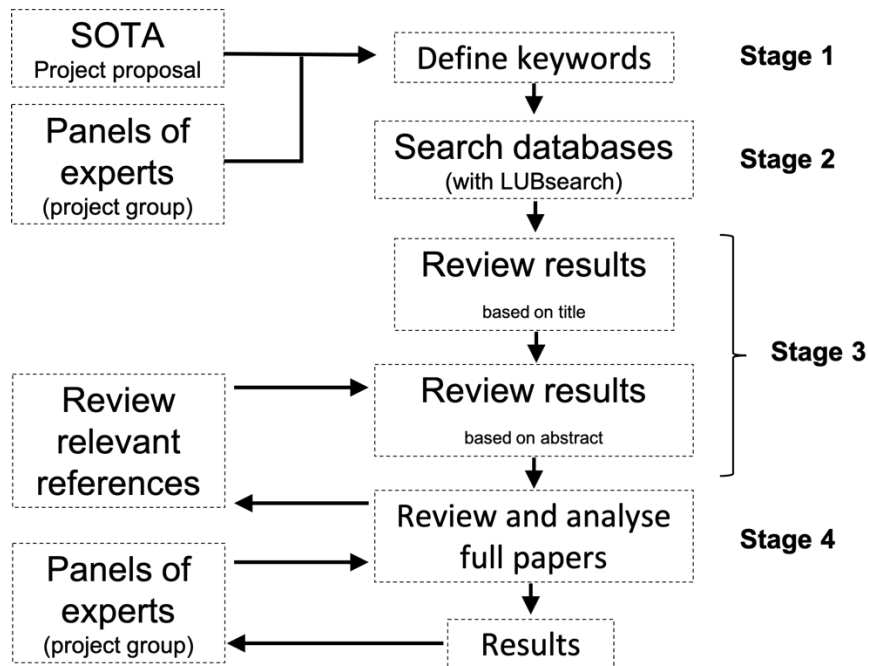 SOTA
Project proposal
Define keywords
Stage 1
Panels of
experts
(project group)
Search databases
(with LUBsearch)
Stage 2
Review results
based on title
Stage 3
Review results
based on abstract
Review
relevant
references
Review and analyse
full papers
Stage 4
Panels of
experts
(project group)
Results